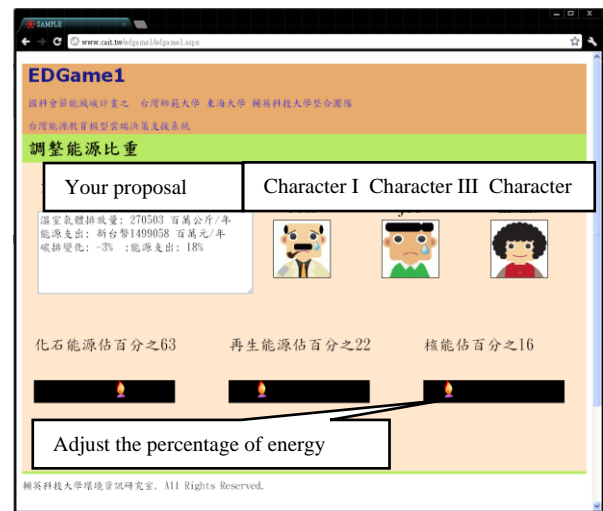 SAMPLE
www.cait.tw/edgame1/edgame1.aspx
EDGame1
國科會節能減碳計畫之 台灣師範大學 東海大學 輔英科技大學整合團隊
台灣能源教育模型雲端決策支援系統
調整能源比重
Your proposal
Character I Character III Character
溫室氣體排放量: 270503 百萬公斤/年
能源支出: 新台幣1499058 百萬元/年
碳排變化: -3% ;能源支出: 18%
化石能源佔百分之63
再生能源佔百分之22
核能佔百分之16
Adjust the percentage of energy
輔英科技大學環境資訊研究室. All Rights Reserved.